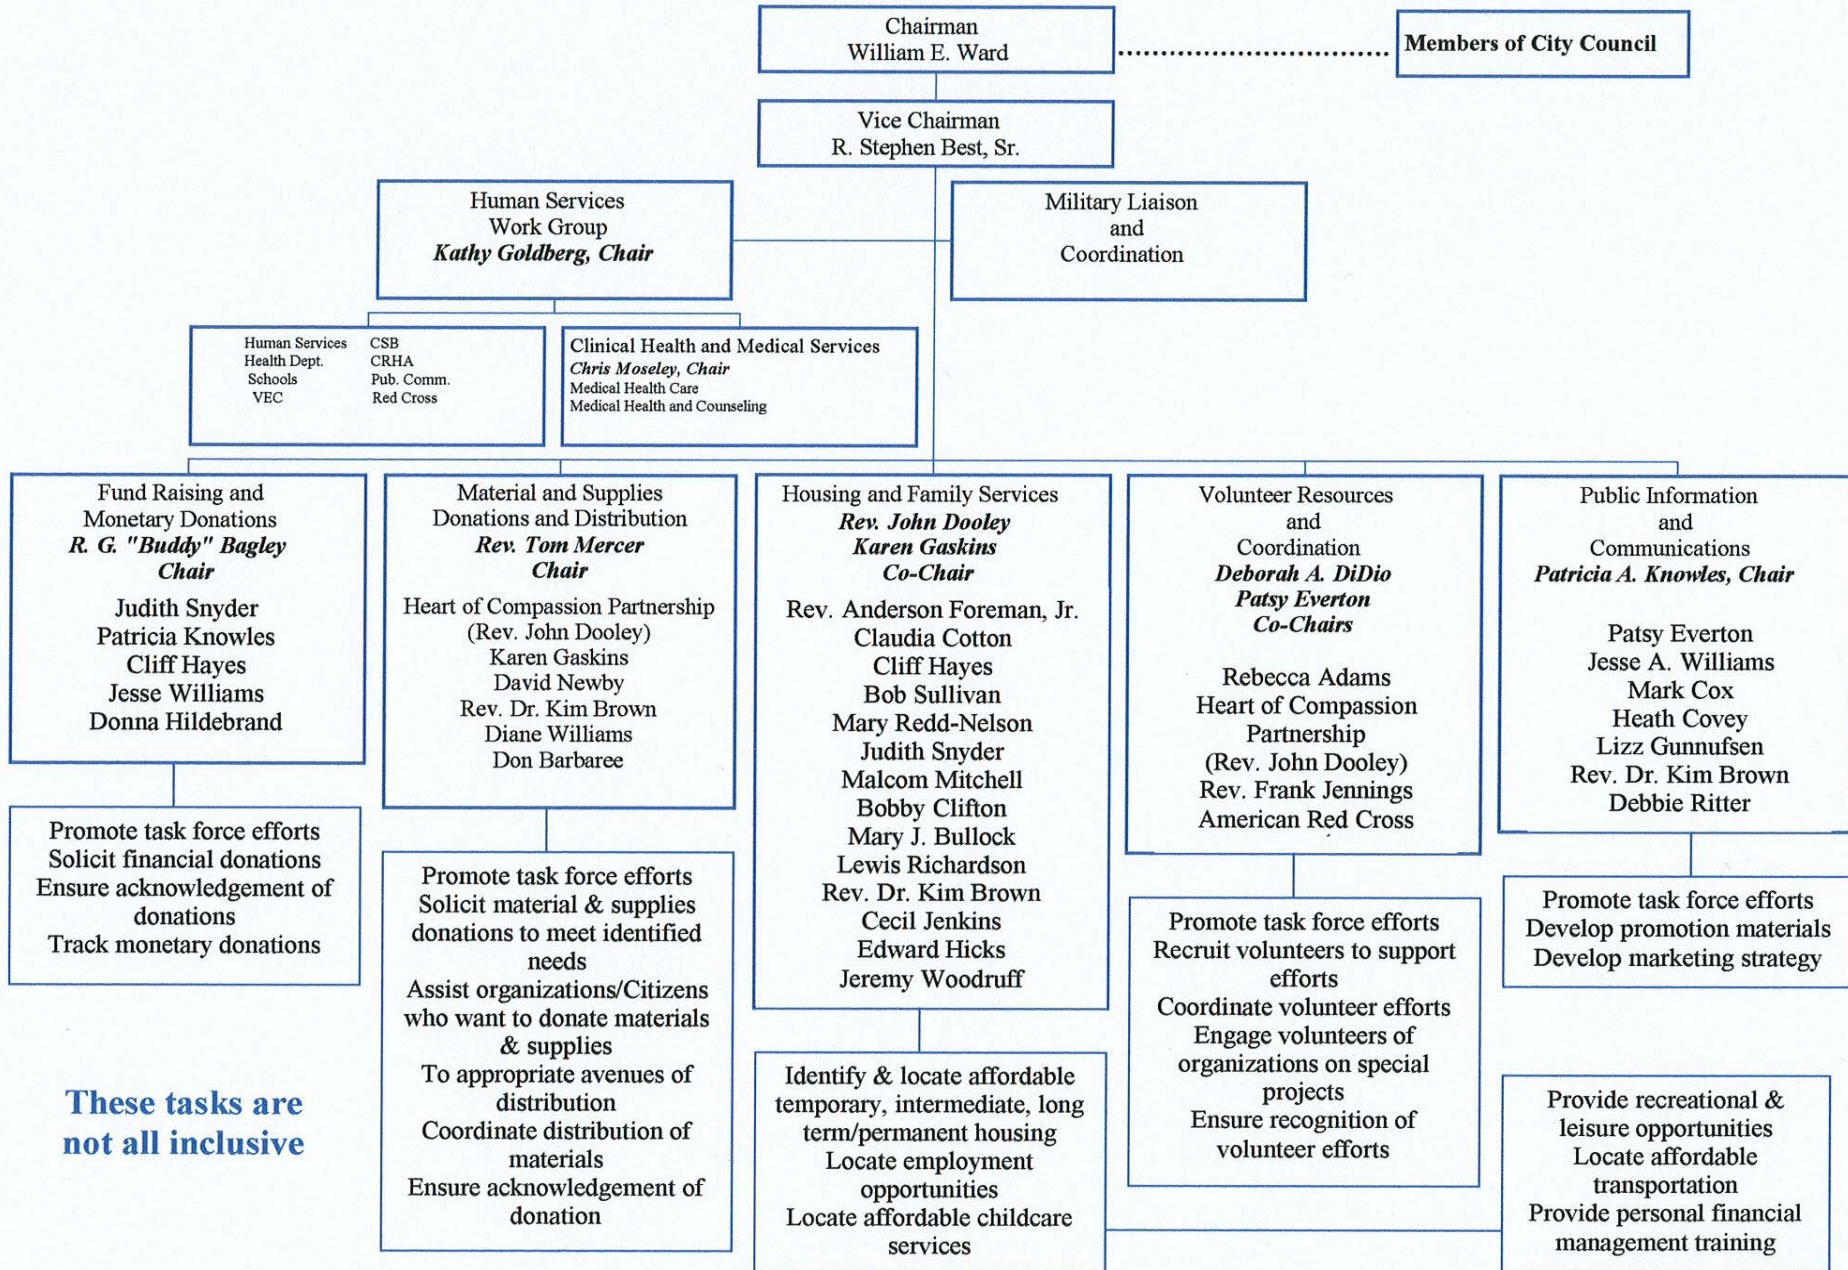 Chairman
William E. Ward
Members of City Council
Vice Chairman
R. Stephen Best, Sr.
Human Services
Work Group
Kathy Goldberg, Chair
Military Liaison
and
Coordination
Human Services CSB
Health Dept. CRHA
Schools Pub. Comm.
VEC Red Cross
Clinical Health and Medical Services
Chris Moseley, Chair
Medical Health Care
Medical Health and Counseling
Fund Raising and
Monetary Donations
R. G. "Buddy" Bagley
Chair
Judith Snyder
Patricia Knowles
Cliff Hayes
Jesse Williams
Donna Hildebrand
Material and Supplies
Donations and Distribution
Rev. Tom Mercer
Chair
Heart of Compassion Partnership
(Rev. John Dooley)
Karen Gaskins
David Newby
Rev. Dr. Kim Brown
Diane Williams
Don Barbaree
Housing and Family Services
Rev. John Dooley
Karen Gaskins
Co-Chair
Rev. Anderson Foreman, Jr.
Claudia Cotton
Cliff Hayes
Bob Sullivan
Mary Redd-Nelson
Judith Snyder
Malcom Mitchell
Bobby Clifton
Mary J. Bullock
Lewis Richardson
Rev. Dr. Kim Brown
Cecil Jenkins
Edward Hicks
Jeremy Woodruff
Volunteer Resources
and
Coordination
Deborah A. DiDio
Patsy Everton
Co-Chairs
Rebecca Adams
Heart of Compassion
Partnership
(Rev. John Dooley)
Rev. Frank Jennings
American Red Cross
Public Information
and
Communications
Patricia A. Knowles, Chair
Patsy Everton
Jesse A. Williams
Mark Cox
Heath Covey
Lizz Gunnufsen
Rev. Dr. Kim Brown
Debbie Ritter
Promote task force efforts
Solicit financial donations
Ensure acknowledgement of
donations
Track monetary donations
Promote task force efforts
Solicit material & supplies
donations to meet identified
needs
Assist organizations/Citizens
who want to donate materials
& supplies
To appropriate avenues of
distribution
Coordinate distribution of
materials
Ensure acknowledgement of
donation
Identify & locate affordable
temporary, intermediate, long
term/permanent housing
Locate employment
opportunities
Locate affordable childcare
services
Promote task force efforts
Recruit volunteers to support
efforts
Coordinate volunteer efforts
Engage volunteers of
organizations on special
projects
Ensure recognition of
volunteer efforts
Promote task force efforts
Develop promotion materials
Develop marketing strategy
Provide recreational &
leisure opportunities
Locate affordable
transportation
Provide personal financial
management training
These tasks are
not all inclusive